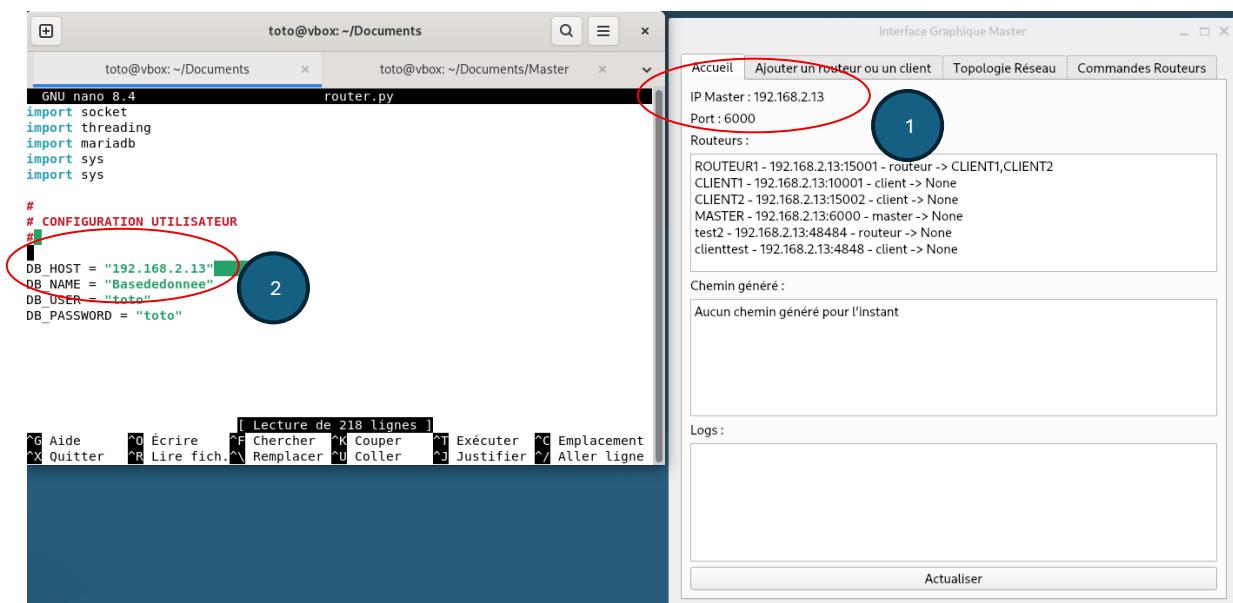 toto@vbox: ~/Documents
toto@vbox: ~/Documents
toto@vbox: ~/Documents/Master
GNU nano 8.4 router.py
import socket
import threading
import mariadb
import sys
import sys
#
# CONFIGURATION UTILISATEUR
#
DB_HOST = "192.168.2.13"
DB_NAME = "Basededonnee"
DB_USER = "toto"
DB_PASSWORD = "toto"
2
[ Lecture de 218 lignes ]
^G Aide ^O Écrire ^F Chercher ^K Couper ^T Exécuter ^C Emplacement
^X Quitter ^R Lire fich. ^\ Remplacer ^U Coller ^J Justifier ^/ Aller ligne
Interface Graphique Master
Accueil Ajouter un routeur ou un client Topologie Réseau Commandes Routeurs
IP Master : 192.168.2.13
Port : 6000
1
Routeurs :
ROUTEUR1 - 192.168.2.13:15001 - routeur -> CLIENT1,CLIENT2
CLIENT1 - 192.168.2.13:10001 - client -> None
CLIENT2 - 192.168.2.13:15002 - client -> None
MASTER - 192.168.2.13:6000 - master -> None
test2 - 192.168.2.13:48484 - routeur -> None
clienttest - 192.168.2.13:4848 - client -> None
Chemin généré :
Aucun chemin généré pour l'instant
Logs :
Actualiser